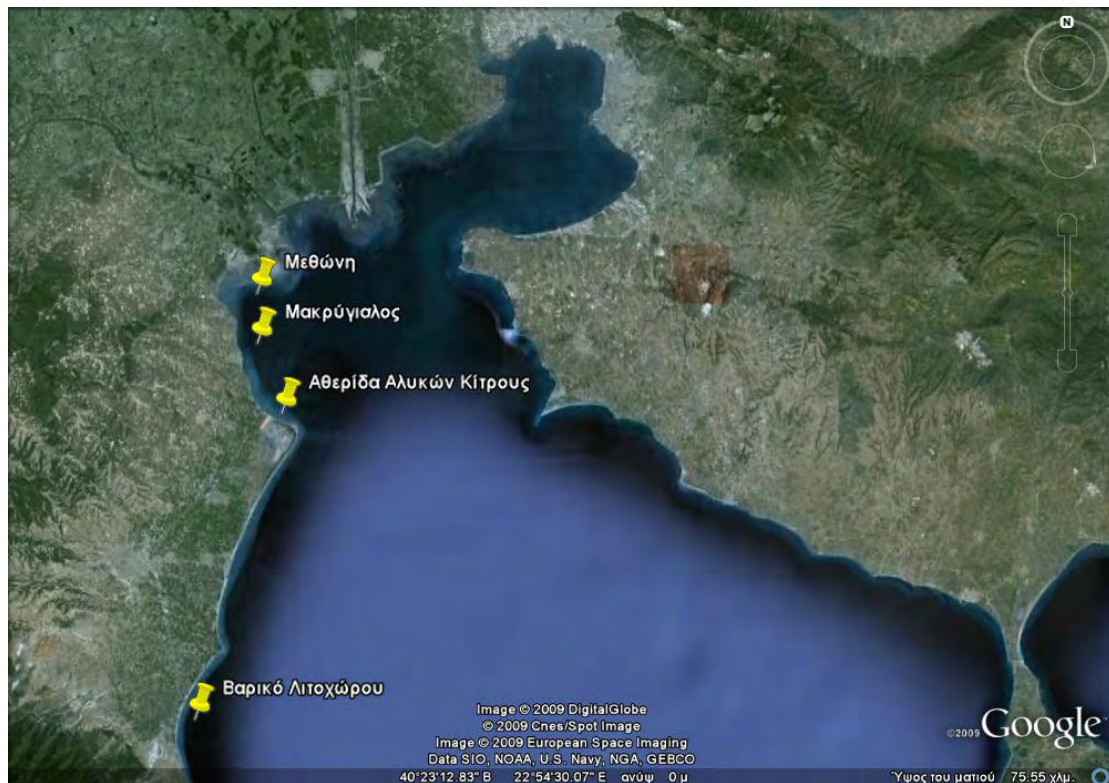 N
Μεθώνη
Μακρύγιαλος
Αθερίδα Αλυκών Κίτρους
Βαρικό Λιτοχώρου
Image © 2009 DigitalGlobe
© 2009 Cnes/Spot Image
Image © 2009 European Space Imaging
Data SIO, NOAA, U.S. Navy, NGA, GEBCO
©2009 Google
40°23'12.83" Β 22°54'30.07" Ε ανύψ 0 μ
Ύψος του ματιού 75.55 χλμ.